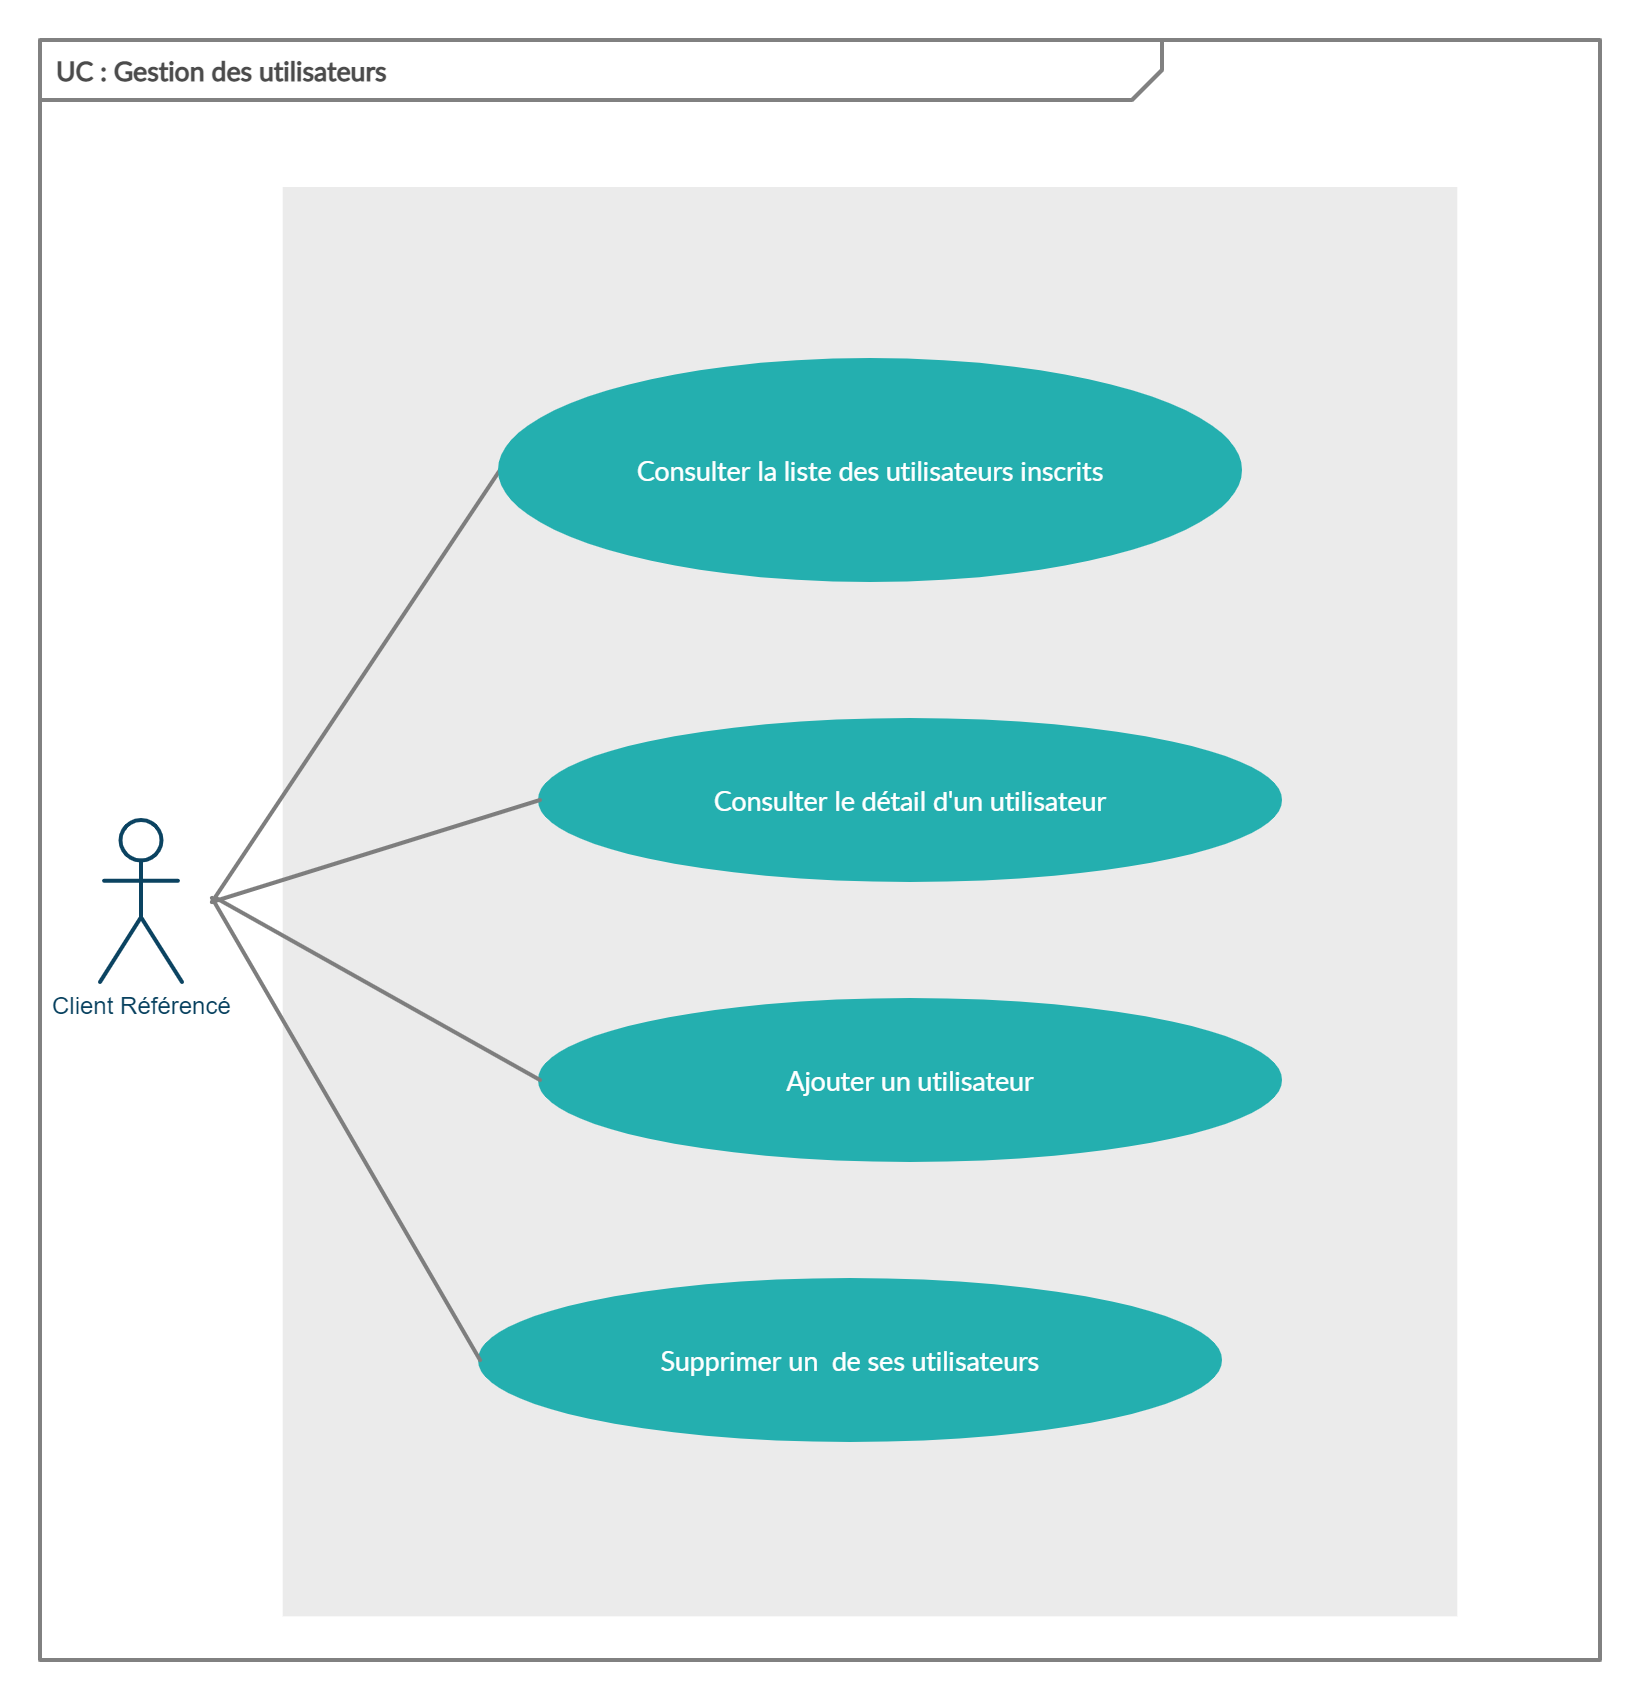 UC : Gestion des utilisateurs
Consulter la liste des utilisateurs inscrits
Consulter le détail d'un utilisateur
Client Référencé
Ajouter un utilisateur
Supprimer un  de ses utilisateurs